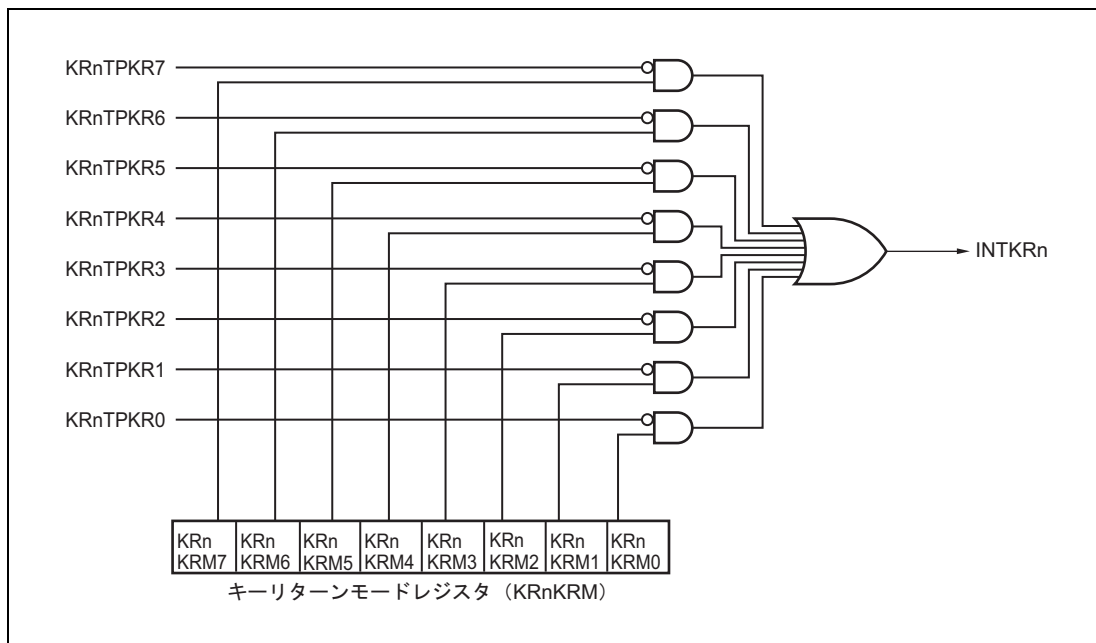 KRnTPKR7
KRnTPKR6
KRnTPKR5
KRnTPKR4
KRnTPKR3
KRnTPKR2
KRnTPKR1
KRnTPKR0
INTKRn
KRn KRn KRn KRn KRn KRn KRn KRn
KRM7 KRM6 KRM5 KRM4 KRM3 KRM2 KRM1 KRM0
キーリターンモードレジスタ（KRnKRM）